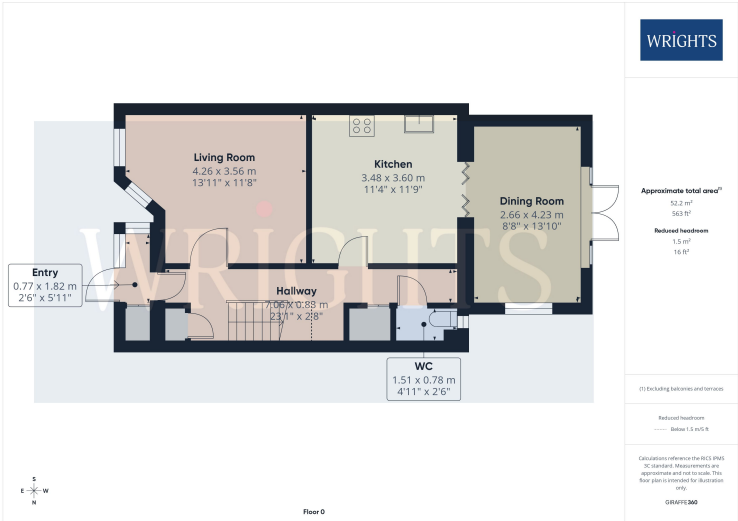 WRIGHTS
Living Room
4.26 x 3.56 m
13'11" x 11'8"
Kitchen
3.48 x 3.60 m
11'4" x 11'9"
Dining Room
2.66 x 4.23 m
8'8" x 13'10"
WRIGHTS
Entry
0.77 x 1.82 m
2'6" x 5'11"
Hallway
7.06 x 0.83 m
23'1" x 2'8"
WC
1.51 x 0.78 m
4'11" x 2'6"
Approximate total area(1)
52.2 m²
563 ft²
Reduced headroom
1.5 m²
16 ft²
(1) Excluding balconies and terraces
Reduced headroom
Below 1.5 m/5 ft
Calculations reference the RICS IPMS
3C standard. Measurements are
approximate and not to scale. This
floor plan is intended for illustration
only.
GIRAFFE360
S
E W
N
Floor 0